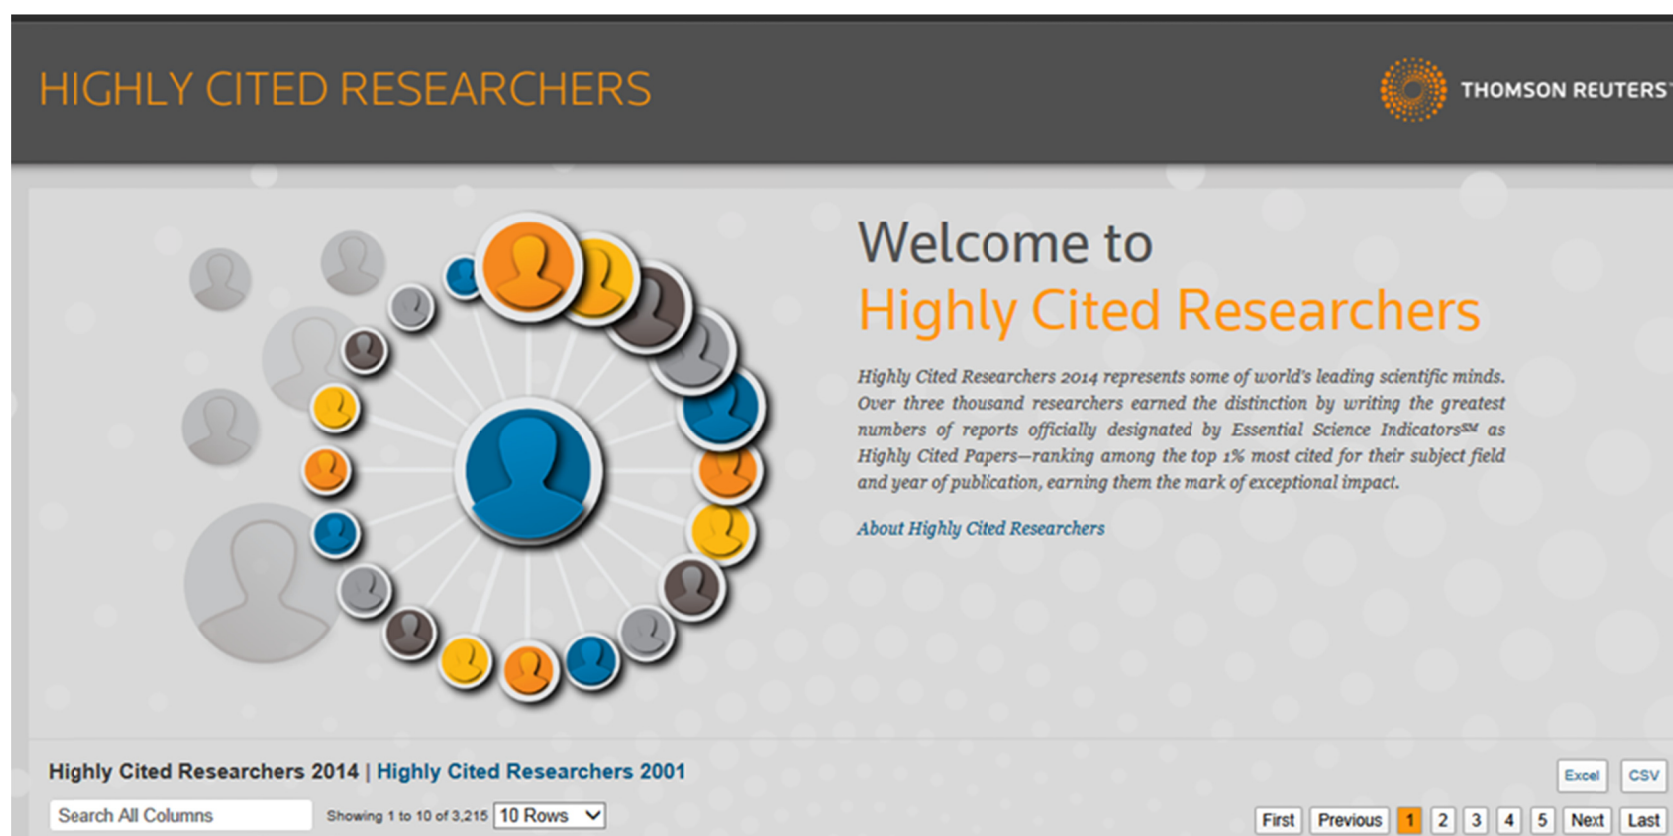 HIGHLY CITED RESEARCHERS
THOMSON REUTERS™
Welcome to
Highly Cited Researchers
Highly Cited Researchers 2014 represents some of world's leading scientific minds.
Over three thousand researchers earned the distinction by writing the greatest
numbers of reports officially designated by Essential Science Indicators℠ as
Highly Cited Papers—ranking among the top 1% most cited for their subject field
and year of publication, earning them the mark of exceptional impact.
About Highly Cited Researchers
Highly Cited Researchers 2014 | Highly Cited Researchers 2001
Excel CSV
Search All Columns Showing 1 to 10 of 3,215 10 Rows
First Previous 1 2 3 4 5 Next Last